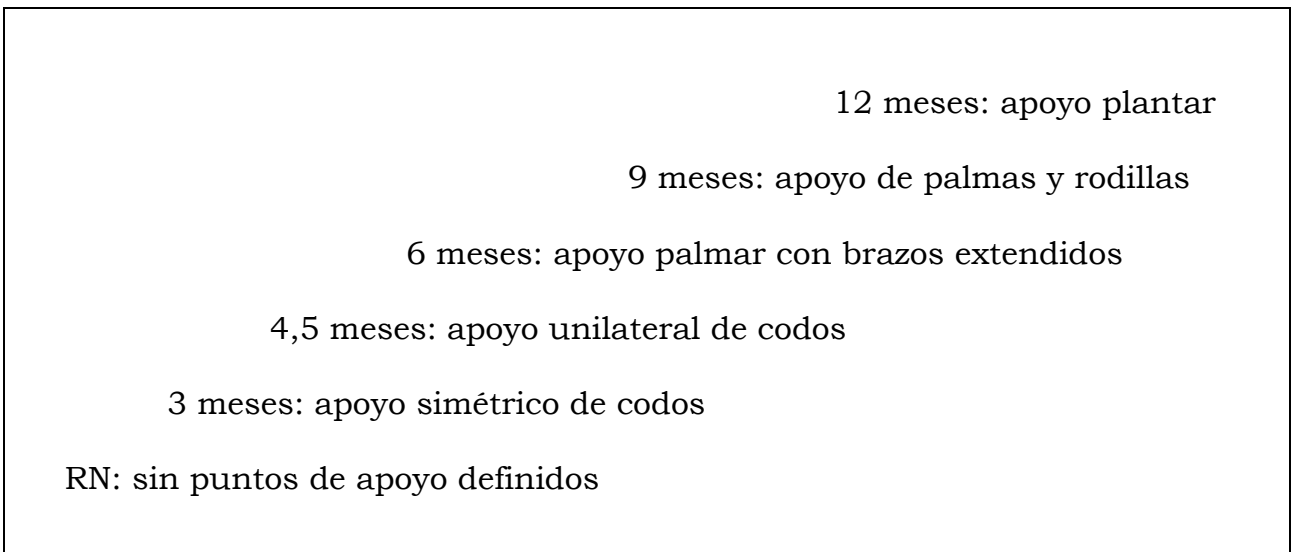 12 meses: apoyo plantar
9 meses: apoyo de palmas y rodillas
6 meses: apoyo palmar con brazos extendidos
4,5 meses: apoyo unilateral de codos
3 meses: apoyo simétrico de codos
RN: sin puntos de apoyo definidos